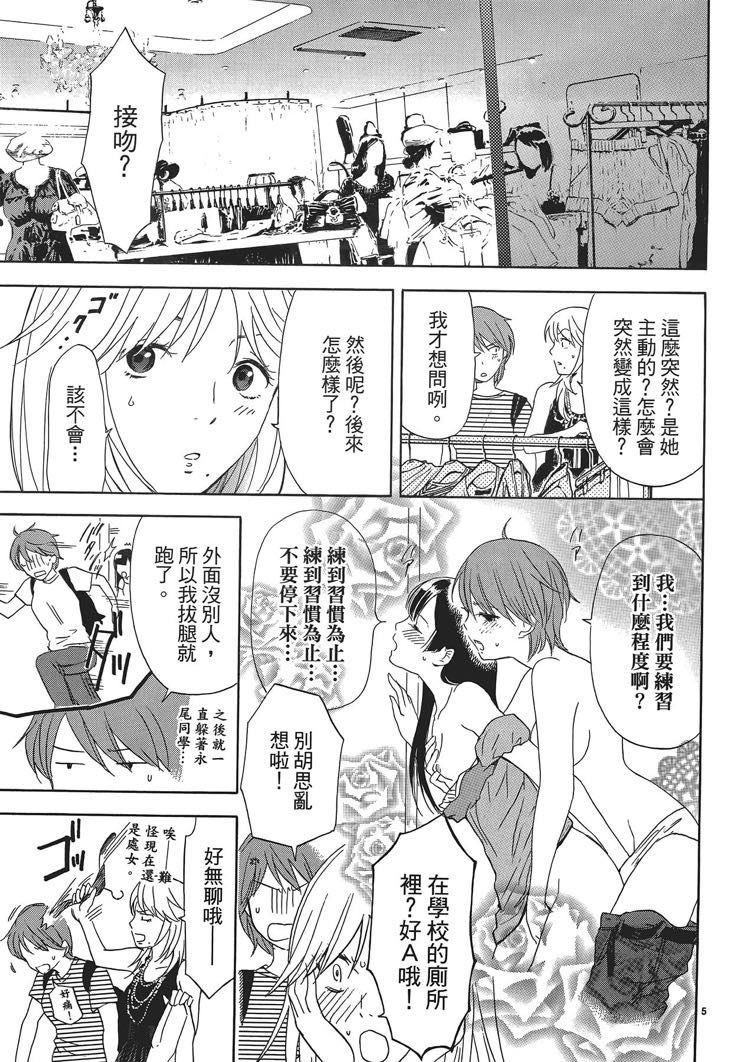 接吻？
這麼突然？是她
主動的？怎麼會
突然變成這樣？
我才想問咧。
然後呢？後來
怎麼樣了？
ゴク…
該不會…
我…我們要練習
到什麼程度啊？
練到習慣為止…
練到習慣為止…
不要停下來…
外面沒別人，
所以我拔腿就
跑了。
之後就一
直躲著永
尾同學…
別胡思亂
想啦！
在學校的廁所
裡？好A哦！
好無聊哦——
唉——難
怪現在還
是處女。
好痛！
5